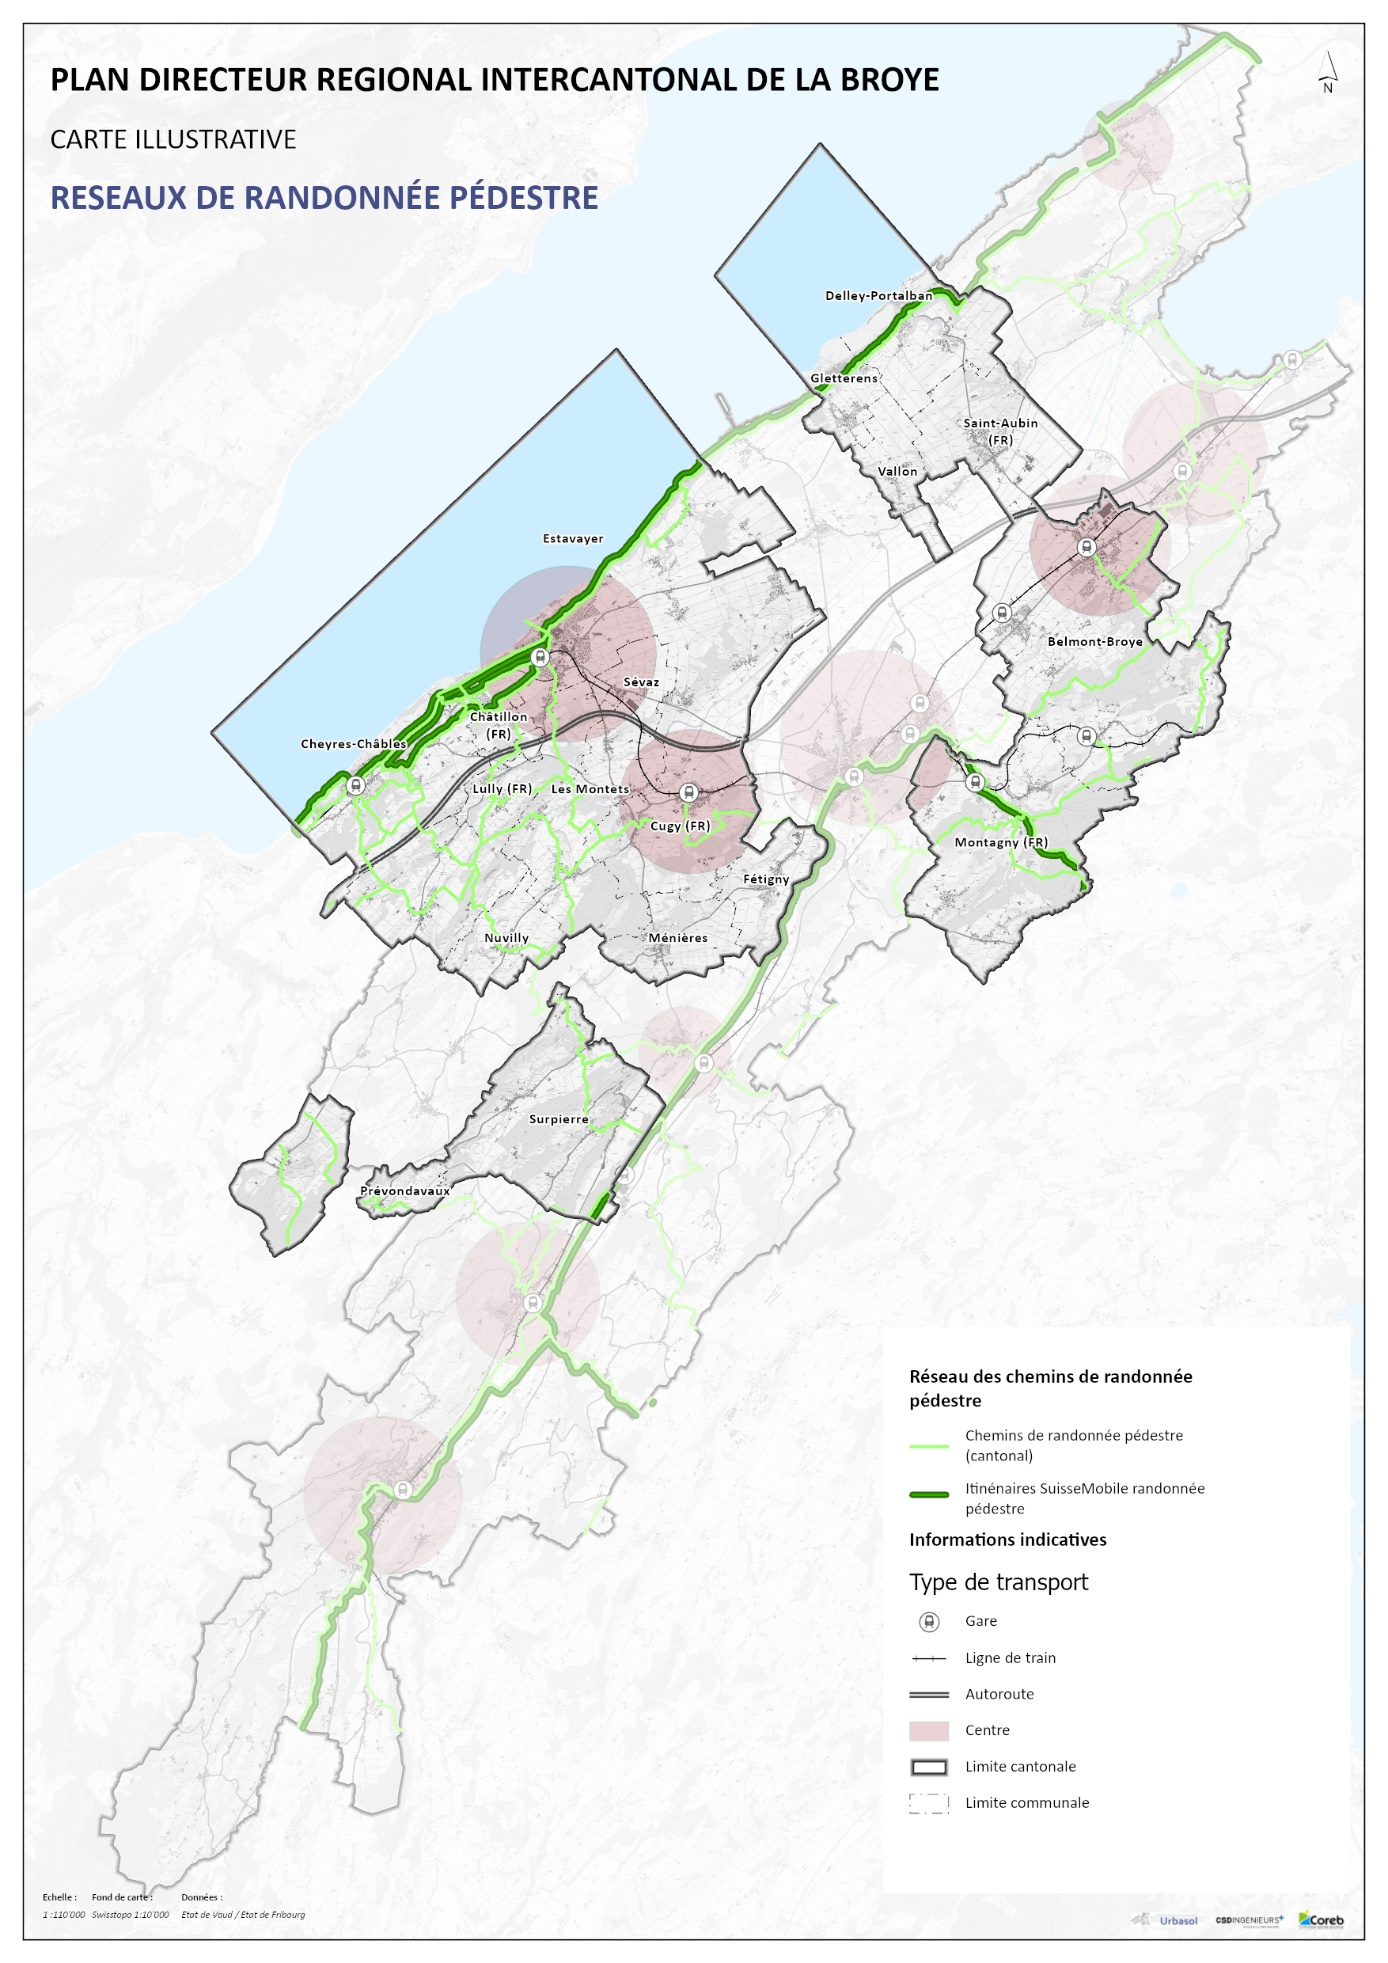 PLAN DIRECTEUR REGIONAL INTERCANTONAL DE LA BROYE
CARTE ILLUSTRATIVE
RESEAUX DE RANDONNÉE PÉDESTRE
N
Delley-Portalban
Gletterens
Saint-Aubin
(FR)
Vallon
Estavayer
Belmont-Broye
Sévaz
Châtillon
(FR)
Cheyres-Châbles
Lully (FR)
Les Montets
Cugy (FR)
Montagny (FR)
Fétigny
Nuvilly
Ménières
Surpierre
Prévondavaux
Réseau des chemins de randonnée
pédestre
Chemins de randonnée pédestre
(cantonal)
Itinénaires SuisseMobile randonnée
pédestre
Informations indicatives
Type de transport
Gare
Ligne de train
Autoroute
Centre
Limite cantonale
Limite communale
Echelle : Fond de carte : Données :
1 :110'000 Swisstopo 1:10'000 Etat de Vaud / Etat de Fribourg
Urbasol CSDINGENIEURS+ Coreb